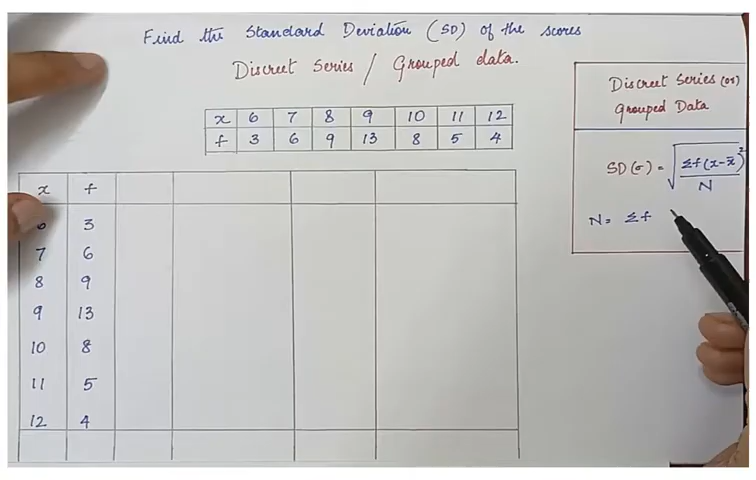 Find the Standard Deviation (SD) of the scores
Discreet Series / Grouped data.
x 6 7 8 9 10 11 12
f 3 6 9 13 8 5 4
Discreet Series (or)
Grouped Data
SD(σ) = √(Σf(x-x̄)²/N)
N = Σf
x f
3
7 6
8 9
9 13
10 8
11 5
12 4